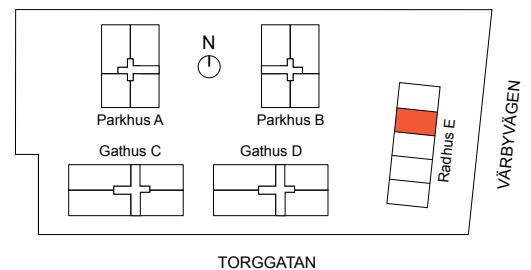 N
Parkhus A
Parkhus B
Gathus C
Gathus D
Radhus E
VÄRBYVÄGEN
TORGGATAN